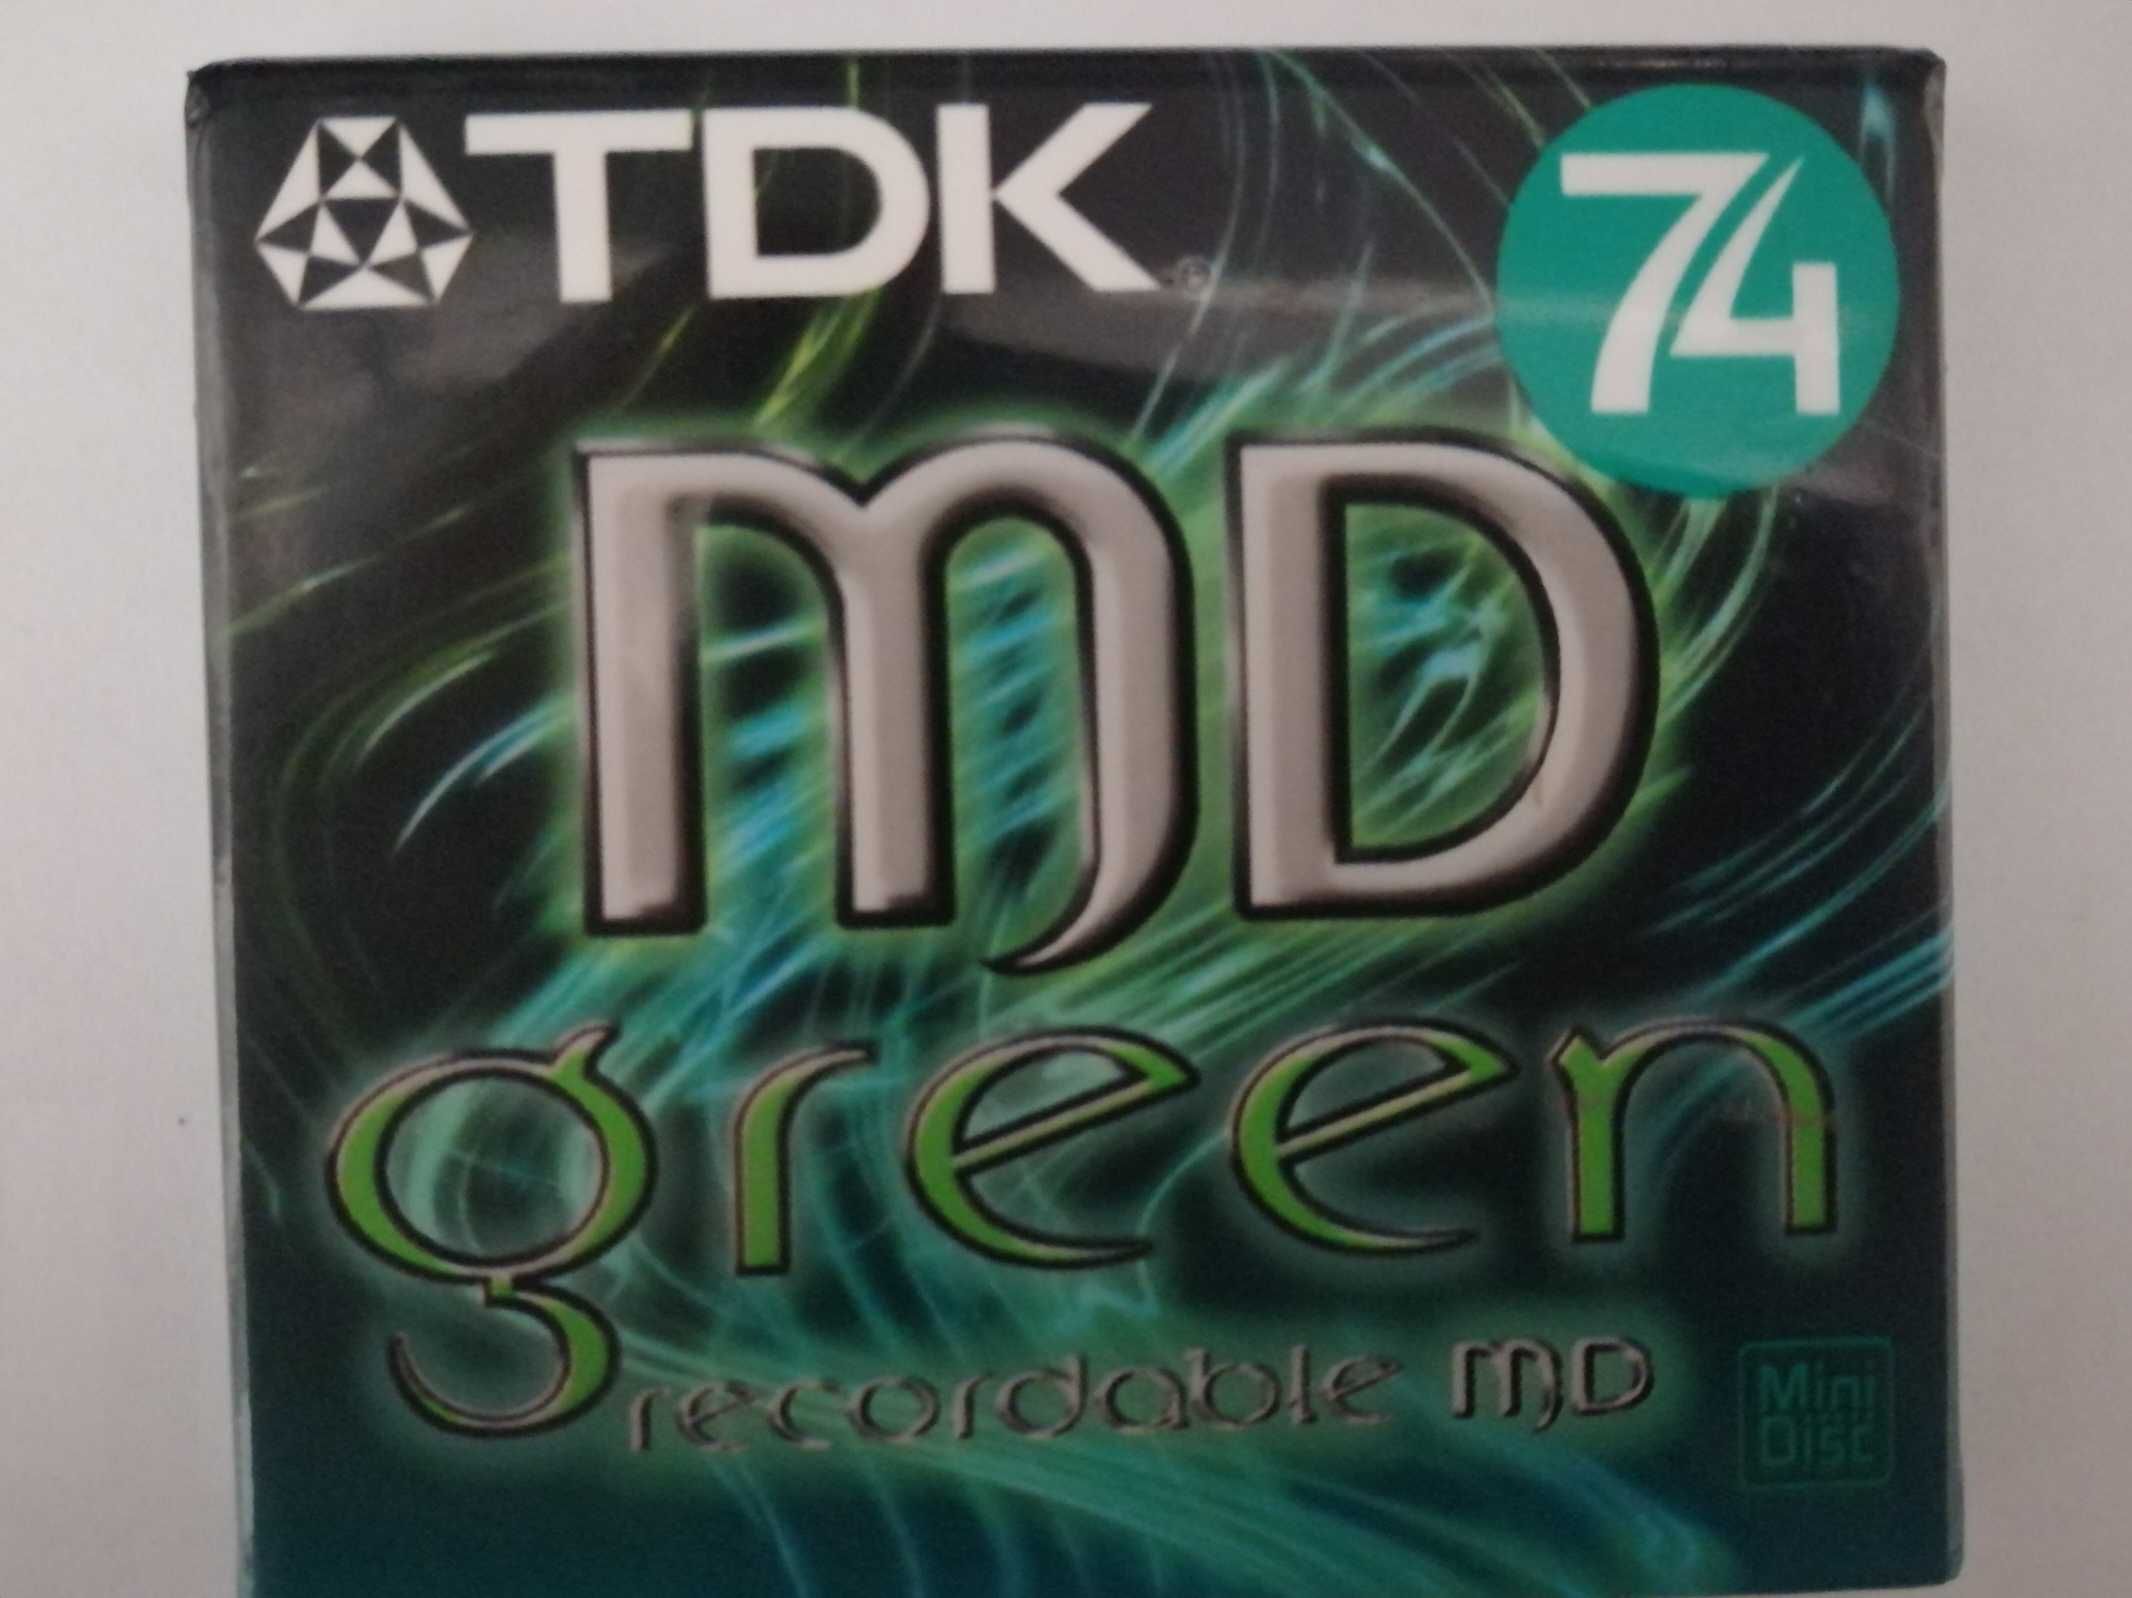 TDK
74
MD
green
recordable MD
Mini
Disc